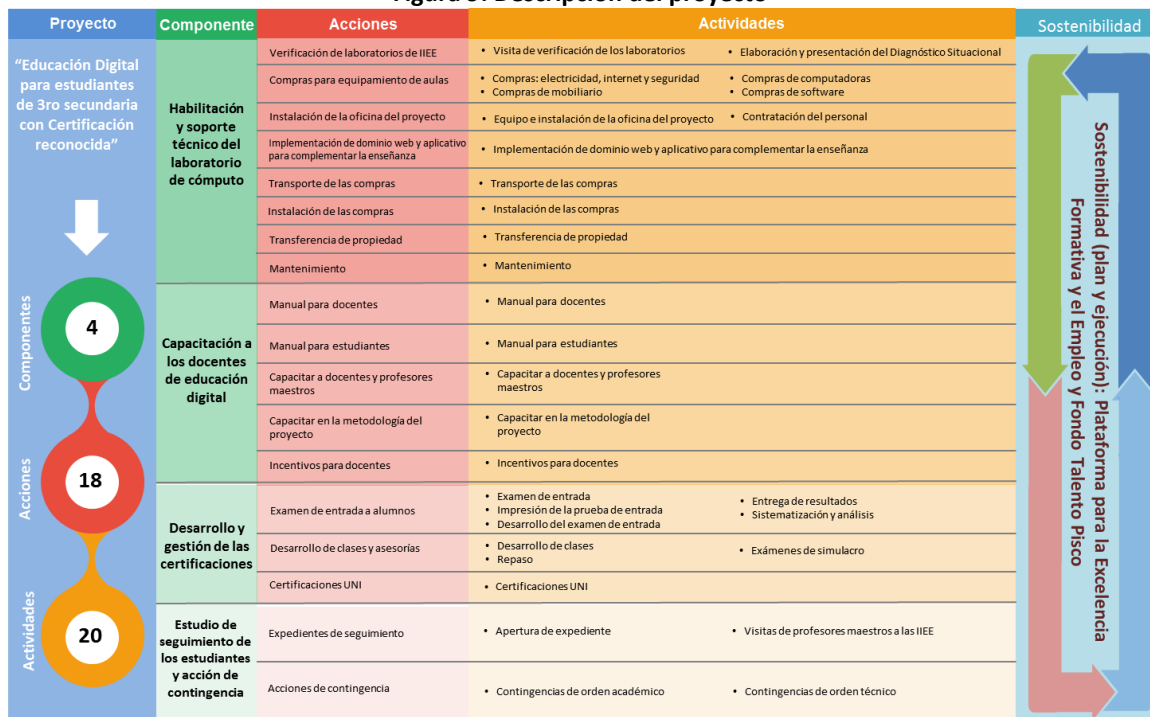 Figura 9. Descripción del proyecto
Proyecto
Componente
Acciones
Actividades
Sostenibilidad
“Educación Digital
para estudiantes
de 3ro secundaria
con Certificación
reconocida”
Componentes
4
Acciones
18
Actividades
20
Habilitación
y soporte
técnico del
laboratorio
de cómputo
Verificación de laboratorios de IIEE
• Visita de verificación de los laboratorios
• Elaboración y presentación del Diagnóstico Situacional
Compras para equipamiento de aulas
• Compras: electricidad, internet y seguridad
• Compras de mobiliario
• Compras de computadoras
• Compras de software
Instalación de la oficina del proyecto
• Equipo e instalación de la oficina del proyecto
• Contratación del personal
Implementación de dominio web y aplicativo
para complementar la enseñanza
• Implementación de dominio web y aplicativo para complementar la enseñanza
Transporte de las compras
• Transporte de las compras
Instalación de las compras
• Instalación de las compras
Transferencia de propiedad
• Transferencia de propiedad
Mantenimiento
• Mantenimiento
Capacitación a
los docentes
de educación
digital
Manual para docentes
• Manual para docentes
Manual para estudiantes
• Manual para estudiantes
Capacitar a docentes y profesores
maestros
• Capacitar a docentes y profesores
maestros
Capacitar en la metodología del
proyecto
• Capacitar en la metodología del
proyecto
Incentivos para docentes
• Incentivos para docentes
Desarrollo y
gestión de las
certificaciones
Examen de entrada a alumnos
• Examen de entrada
• Impresión de la prueba de entrada
• Desarrollo del examen de entrada
• Entrega de resultados
• Sistematización y análisis
Desarrollo de clases y asesorías
• Desarrollo de clases
• Repaso
• Exámenes de simulacro
Certificaciones UNI
• Certificaciones UNI
Estudio de
seguimiento de
los estudiantes
y acción de
contingencia
Expedientes de seguimiento
• Apertura de expediente
• Visitas de profesores maestros a las IIEE
Acciones de contingencia
• Contingencias de orden académico
• Contingencias de orden técnico
Sostenibilidad (plan y ejecución): Plataforma para la Excelencia
Formativa y el Empleo y Fondo Talento Pisco